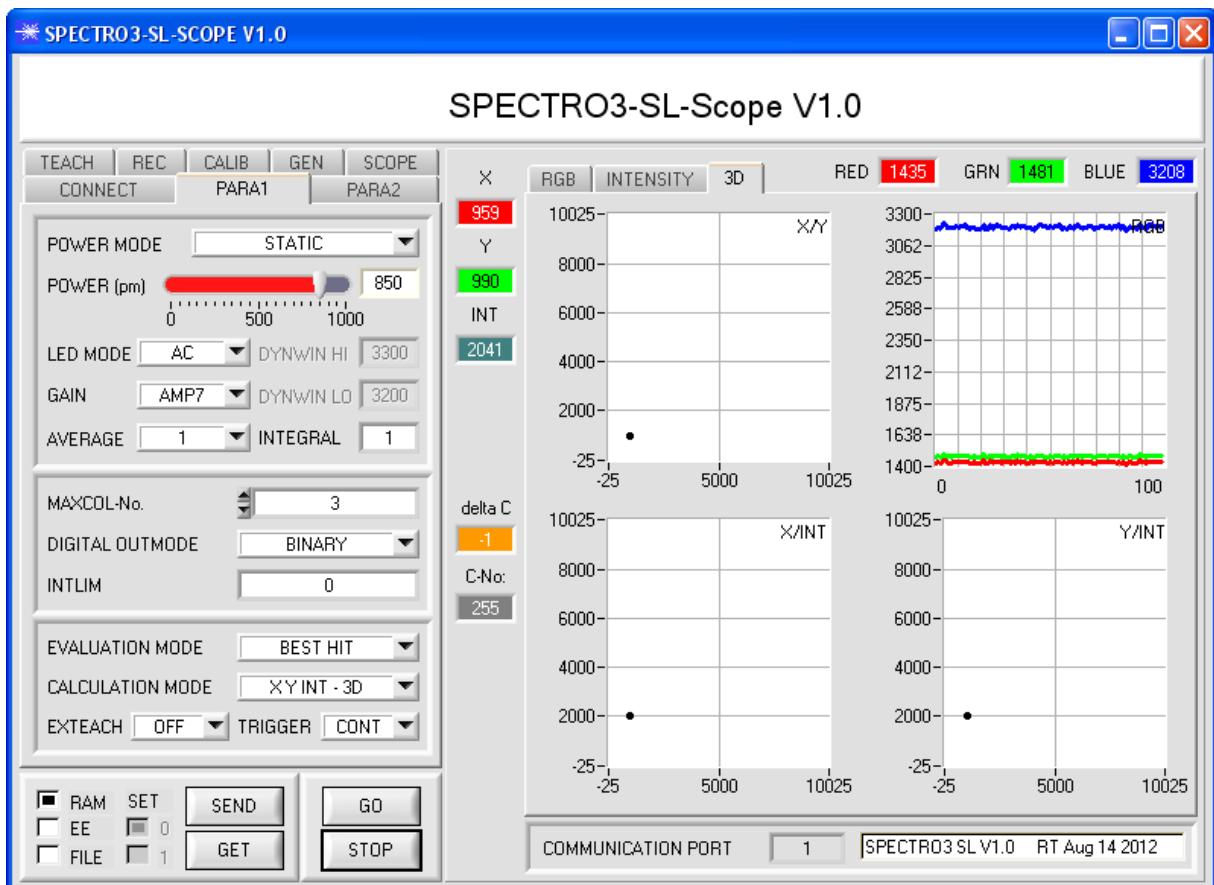 SPECTRO3-SL-SCOPE V1.0
SPECTRO3-SL-Scope V1.0
TEACH REC CALIB GEN SCOPE
CONNECT PARA1 PARA2
POWER MODE STATIC
POWER (pm) 850
0 500 1000
LED MODE AC DYNWIN HI 3300
GAIN AMP7 DYNWIN LO 3200
AVERAGE 1 INTEGRAL 1
MAXCOL-No. 3
DIGITAL OUTMODE BINARY
INTLIM 0
EVALUATION MODE BEST HIT
CALCULATION MODE X Y INT - 3D
EXTEACH OFF TRIGGER CONT
RAM SET SEND GO
EE 0
FILE 1 GET STOP
X
959
Y
990
INT
2041
delta C
-1
C-No:
255
RGB INTENSITY 3D
RED 1435 GRN 1481 BLUE 3208
X/Y
10025
8000
6000
4000
2000
-25
-25 5000 10025
RGB
3300
3062
2825
2588
2350
2112
1875
1638
1400
0 100
X/INT
10025
8000
6000
4000
2000
-25
-25 5000 10025
Y/INT
10025
8000
6000
4000
2000
-25
-25 5000 10025
COMMUNICATION PORT 1 SPECTRO3 SL V1.0 RT Aug 14 2012